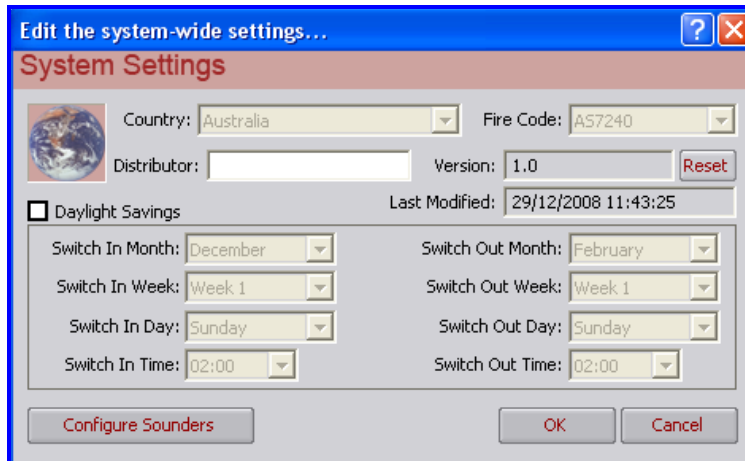 Edit the system-wide settings...
System Settings
Country: Australia Fire Code: AS7240
Distributor: Version: 1.0 Reset
Last Modified: 29/12/2008 11:43:25
Daylight Savings
Switch In Month: December Switch Out Month: February
Switch In Week: Week 1 Switch Out Week: Week 1
Switch In Day: Sunday Switch Out Day: Sunday
Switch In Time: 02:00 Switch Out Time: 02:00
Configure Sounders OK Cancel